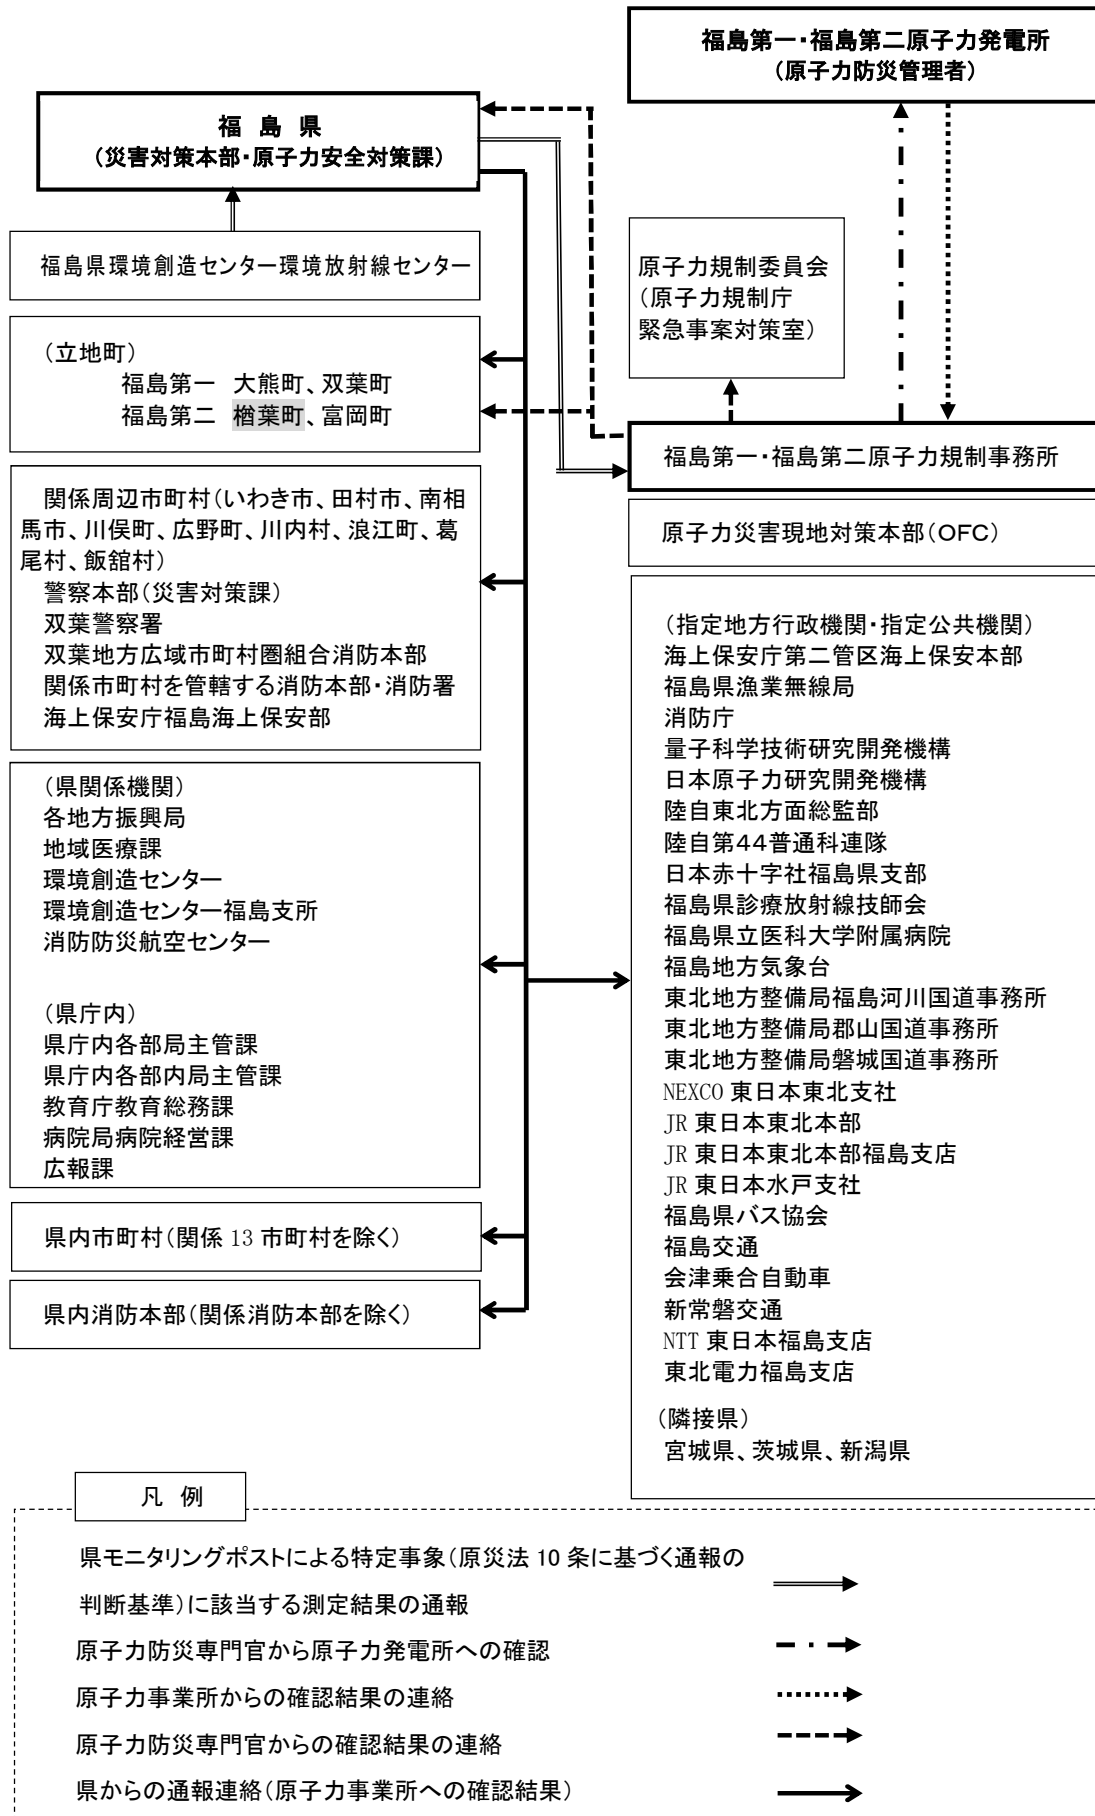 福島第一・福島第二原子力発電所
(原子力防災管理者)
福 島 県
(災害対策本部・原子力安全対策課)
福島県環境創造センター環境放射線センター
原子力規制委員会
(原子力規制庁
緊急事案対策室)
(立地町)
福島第一 大熊町、双葉町
福島第二 楢葉町、富岡町
福島第一・福島第二原子力規制事務所
関係周辺市町村(いわき市、田村市、南相
馬市、川俣町、広野町、川内村、浪江町、葛
尾村、飯舘村)
警察本部(災害対策課)
双葉警察署
双葉地方広域市町村圏組合消防本部
関係市町村を管轄する消防本部・消防署
海上保安庁福島海上保安部
原子力災害現地対策本部(OFC)
(県関係機関)
各地方振興局
地域医療課
環境創造センター
環境創造センター福島支所
消防防災航空センター
(県庁内)
県庁内各部局主管課
県庁内各部内局主管課
教育庁教育総務課
病院局病院経営課
広報課
県内市町村(関係 13 市町村を除く)
県内消防本部(関係消防本部を除く)
(指定地方行政機関・指定公共機関)
海上保安庁第二管区海上保安本部
福島県漁業無線局
消防庁
量子科学技術研究開発機構
日本原子力研究開発機構
陸自東北方面総監部
陸自第44普通科連隊
日本赤十字社福島県支部
福島県診療放射線技師会
福島県立医科大学附属病院
福島地方気象台
東北地方整備局福島河川国道事務所
東北地方整備局郡山国道事務所
東北地方整備局磐城国道事務所
NEXCO 東日本東北支社
JR 東日本東北本部
JR 東日本東北本部福島支店
JR 東日本水戸支社
福島県バス協会
福島交通
会津乗合自動車
新常磐交通
NTT 東日本福島支店
東北電力福島支店
(隣接県)
宮城県、茨城県、新潟県
凡 例
県モニタリングポストによる特定事象(原災法 10 条に基づく通報の
判断基準)に該当する測定結果の通報
原子力防災専門官から原子力発電所への確認
原子力事業所からの確認結果の連絡
原子力防災専門官からの確認結果の連絡
県からの通報連絡(原子力事業所への確認結果)